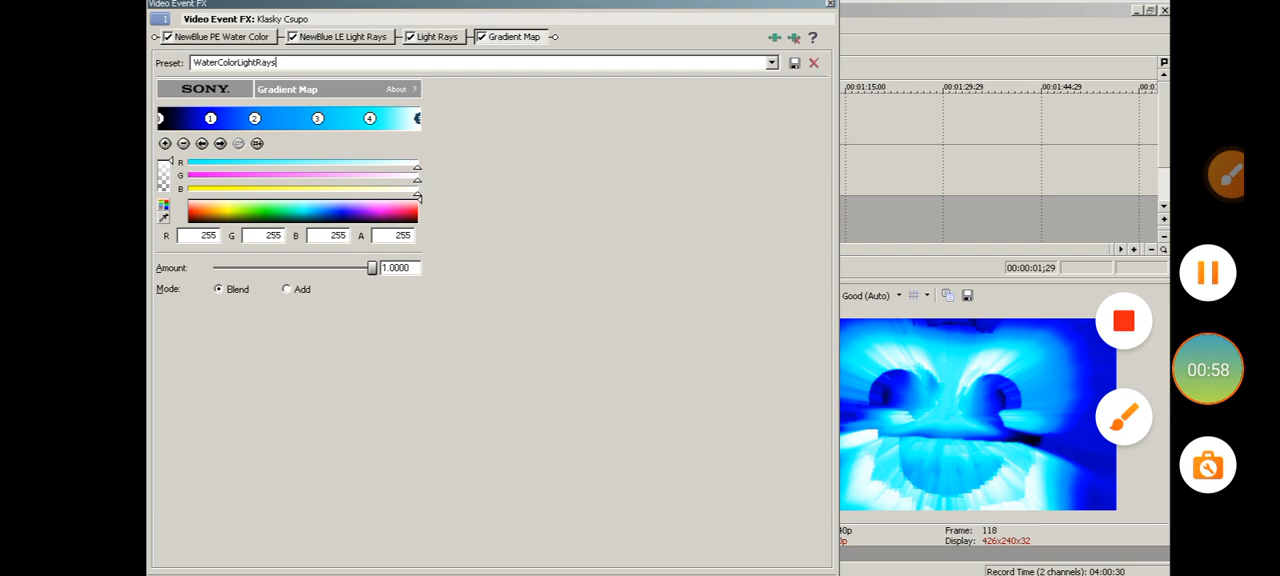 Video Event FX
1 Video Event FX: Klasky Csupo
NewBlue PE Water Color NewBlue LE Light Rays Light Rays Gradient Map
Preset: WaterColorLightRays
SONY. Gradient Map About ?
1 2 3 4
R
G
B
R 255 G 255 B 255 A 255
Amount: 1.0000
Mode: Blend Add
00:01:15:00 00:01:29:29 00:01:44:29 00:0
00:00:01;29
Good (Auto)
00:58
Frame: 118
Display: 426x240x32
Record Time (2 channels): 04:00:30